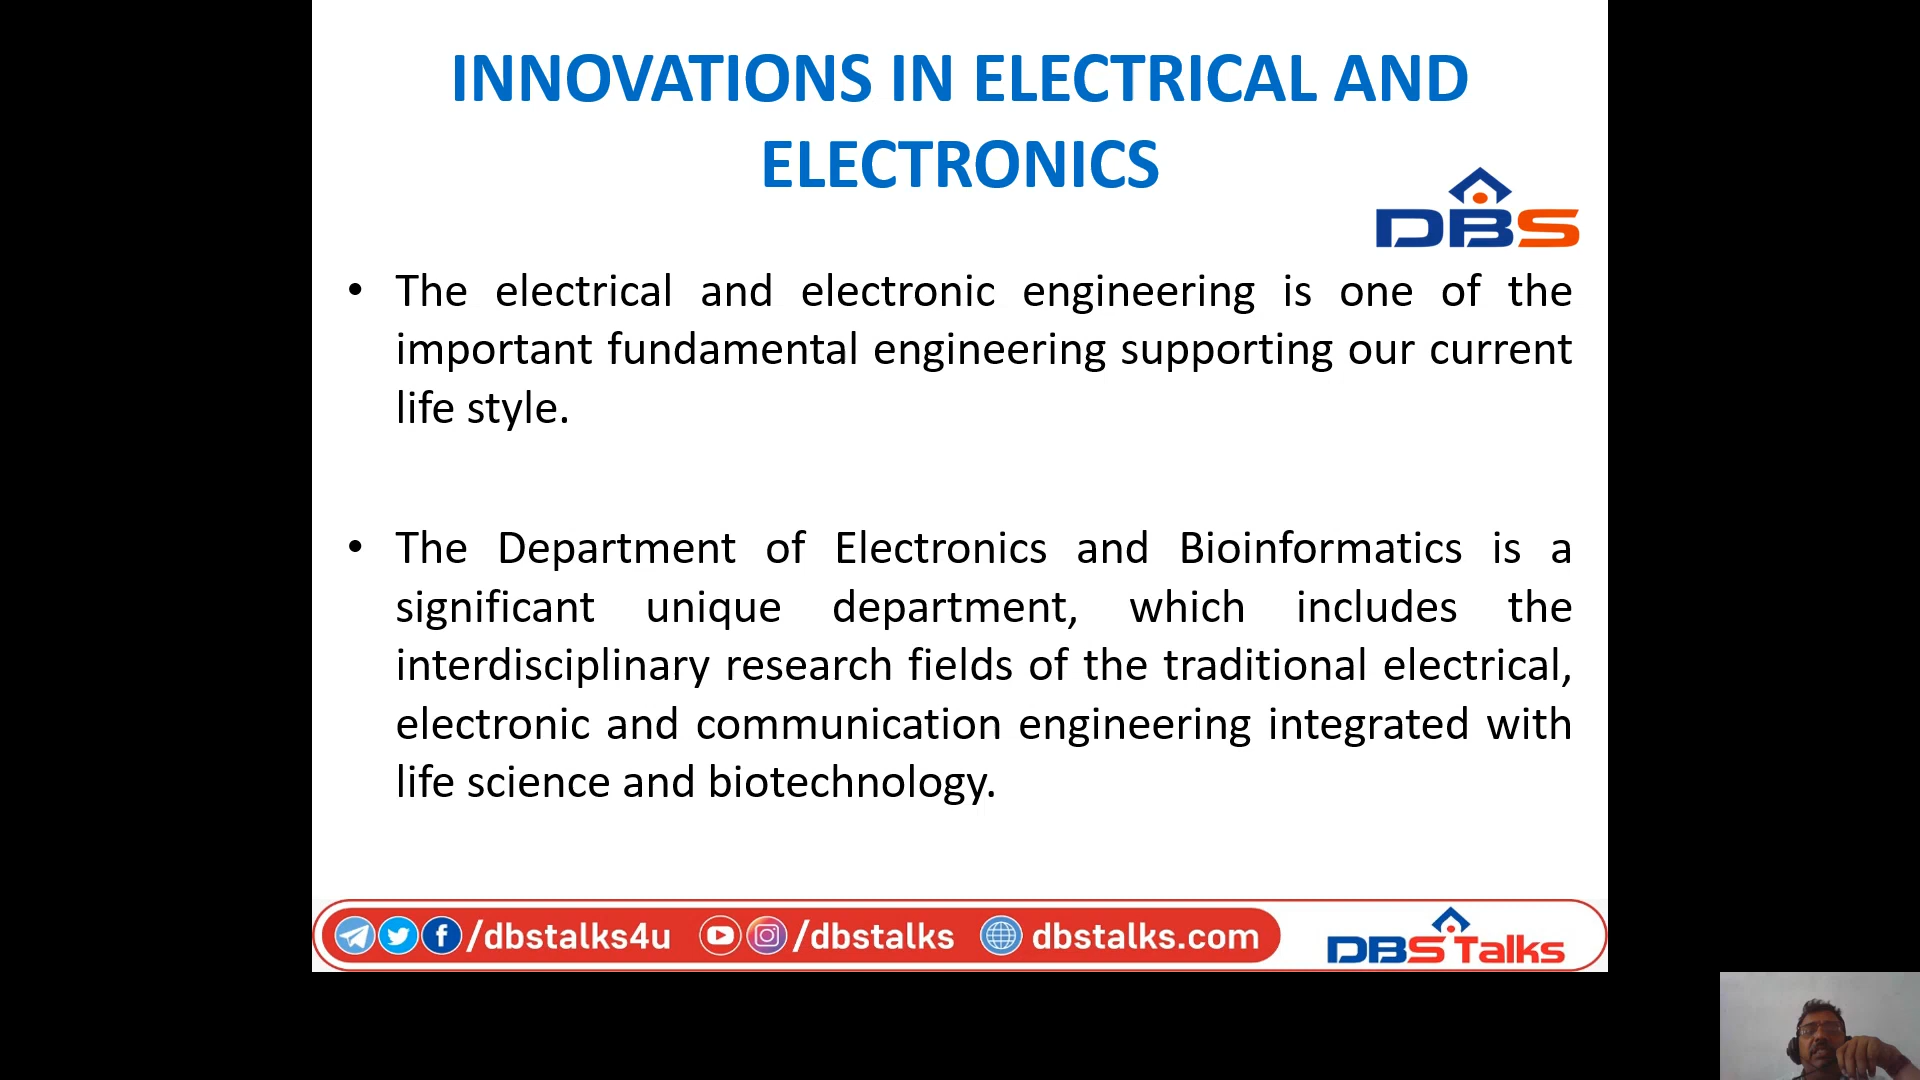 INNOVATIONS IN ELECTRICAL AND
ELECTRONICS
DBS
• The electrical and electronic engineering is one of the
important fundamental engineering supporting our current
life style.
• The Department of Electronics and Bioinformatics is a
significant unique department, which includes the
interdisciplinary research fields of the traditional electrical,
electronic and communication engineering integrated with
life science and biotechnology.
/dbstalks4u /dbstalks dbstalks.com DBS Talks